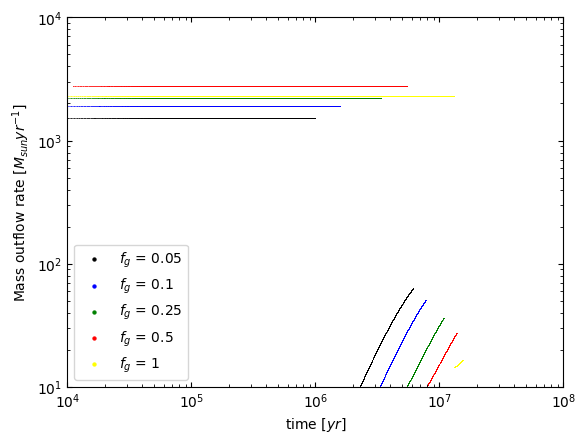 10^4
10^3
10^2
10^1
Mass outflow rate [M_{sun}yr^{-1}]
f_g = 0.05
f_g = 0.1
f_g = 0.25
f_g = 0.5
f_g = 1
10^4 10^5 10^6 10^7 10^8
time [yr]